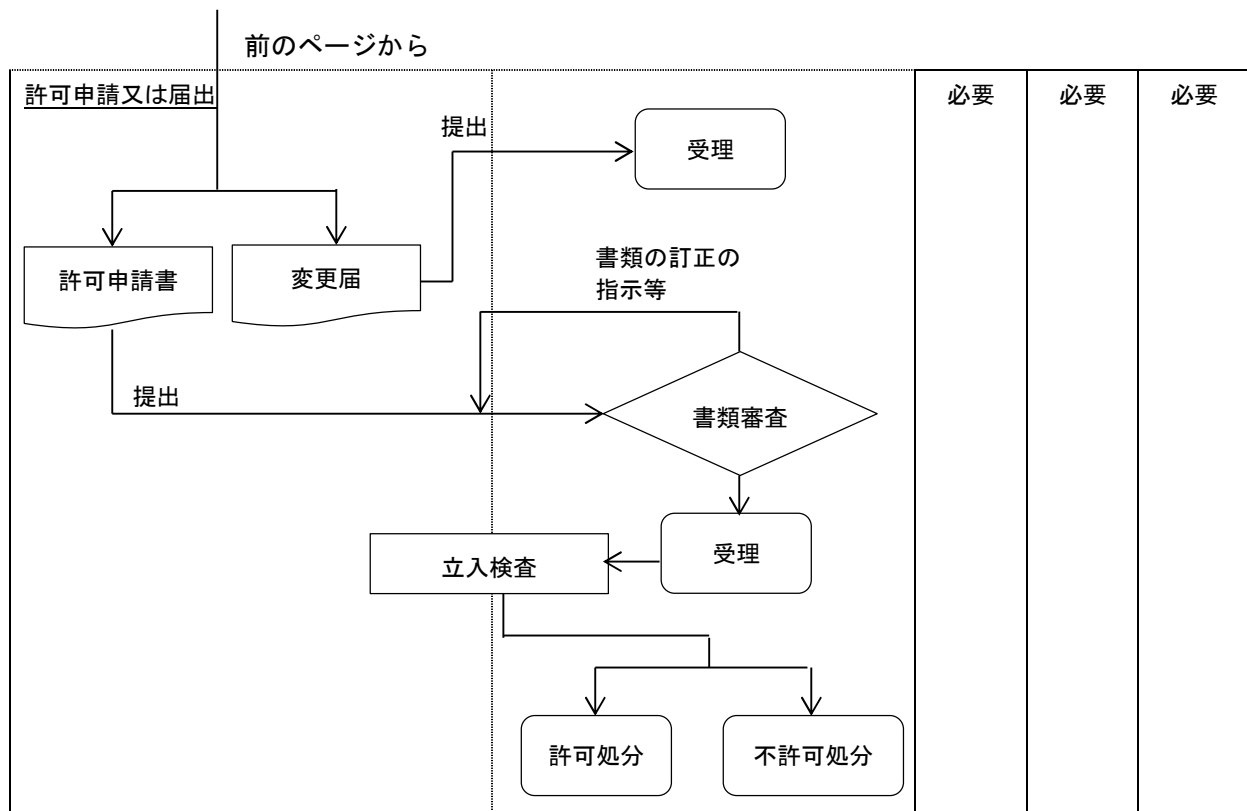 前のページから
許可申請又は届出
必要
必要
必要
提出
受理
許可申請書
変更届
書類の訂正の
指示等
提出
書類審査
受理
立入検査
許可処分
不許可処分